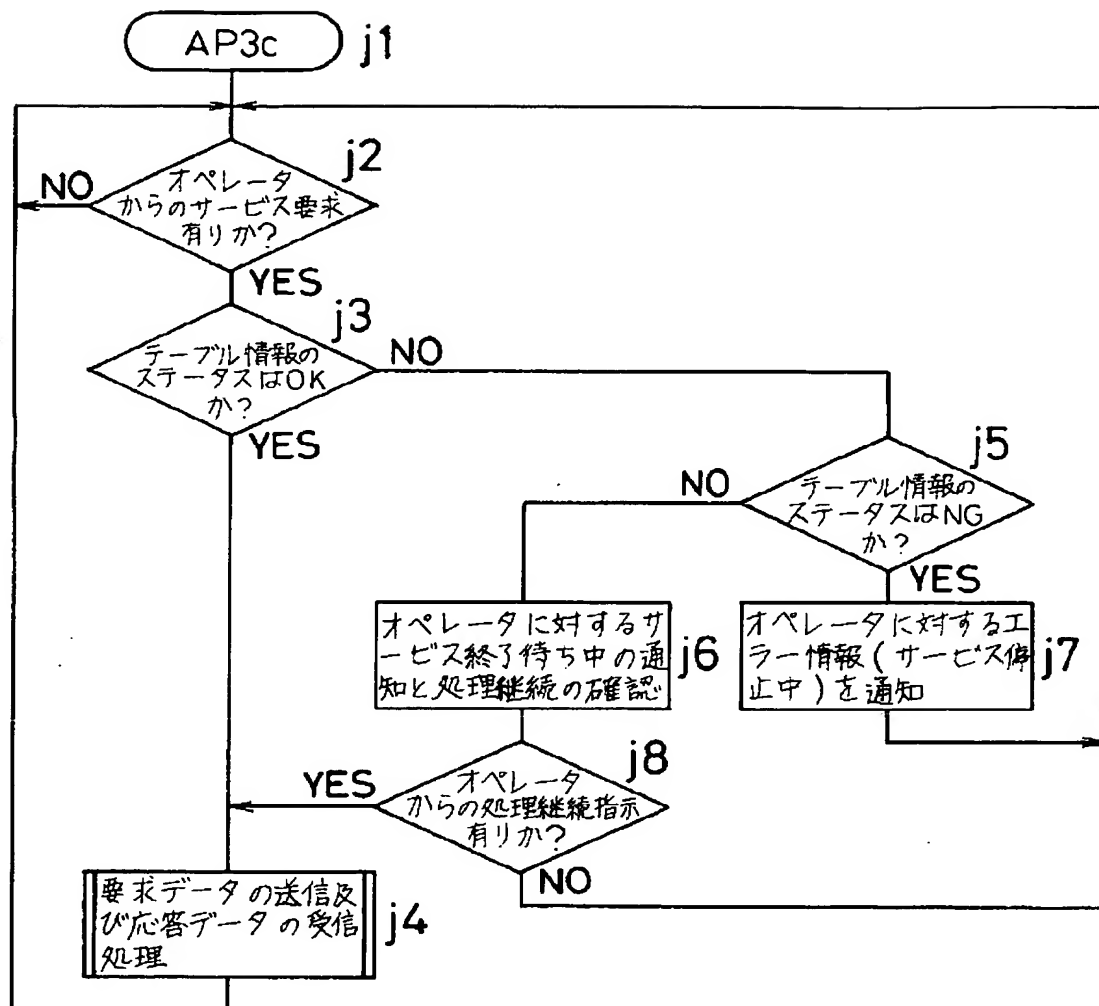 AP3c
j1
j2
オペレータ
からのサービス要求
有りか?
NO
YES
j3
テーブル情報の
ステータスはOK
か?
NO
YES
j5
テーブル情報の
ステータスはNG
か?
NO
YES
オペレータに対するサ
ービス終了待ち中の通
知と処理継続の確認
j6
オペレータに対するエ
ラー情報(サービス停
止中)を通知
j7
j8
オペレータ
からの処理継続指示
有りか?
YES
NO
要求データの送信及
び応答データの受信
処理
j4